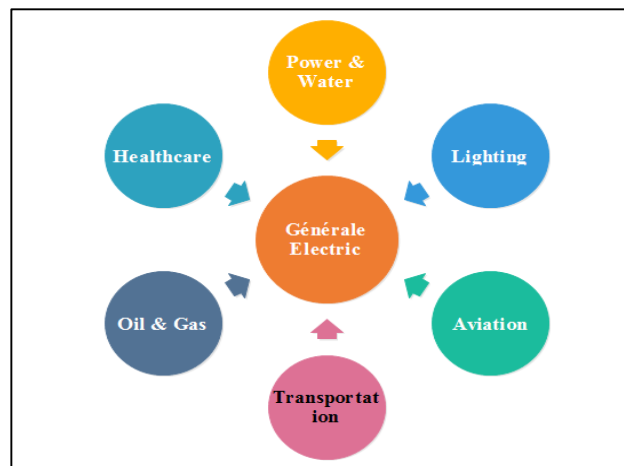 Power &
Water
Healthcare
Lighting
Générale
Electric
Oil & Gas
Aviation
Transportat
ion